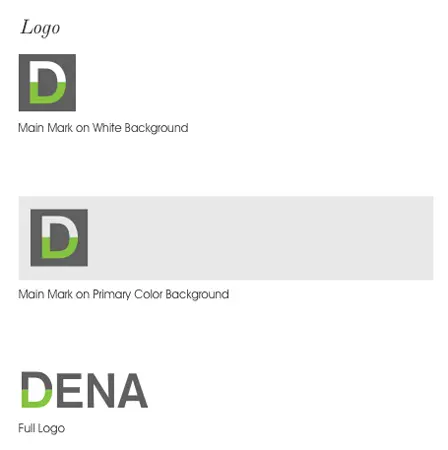 Logo
D
Main Mark on White Background
D
Main Mark on Primary Color Background
DENA
Full Logo